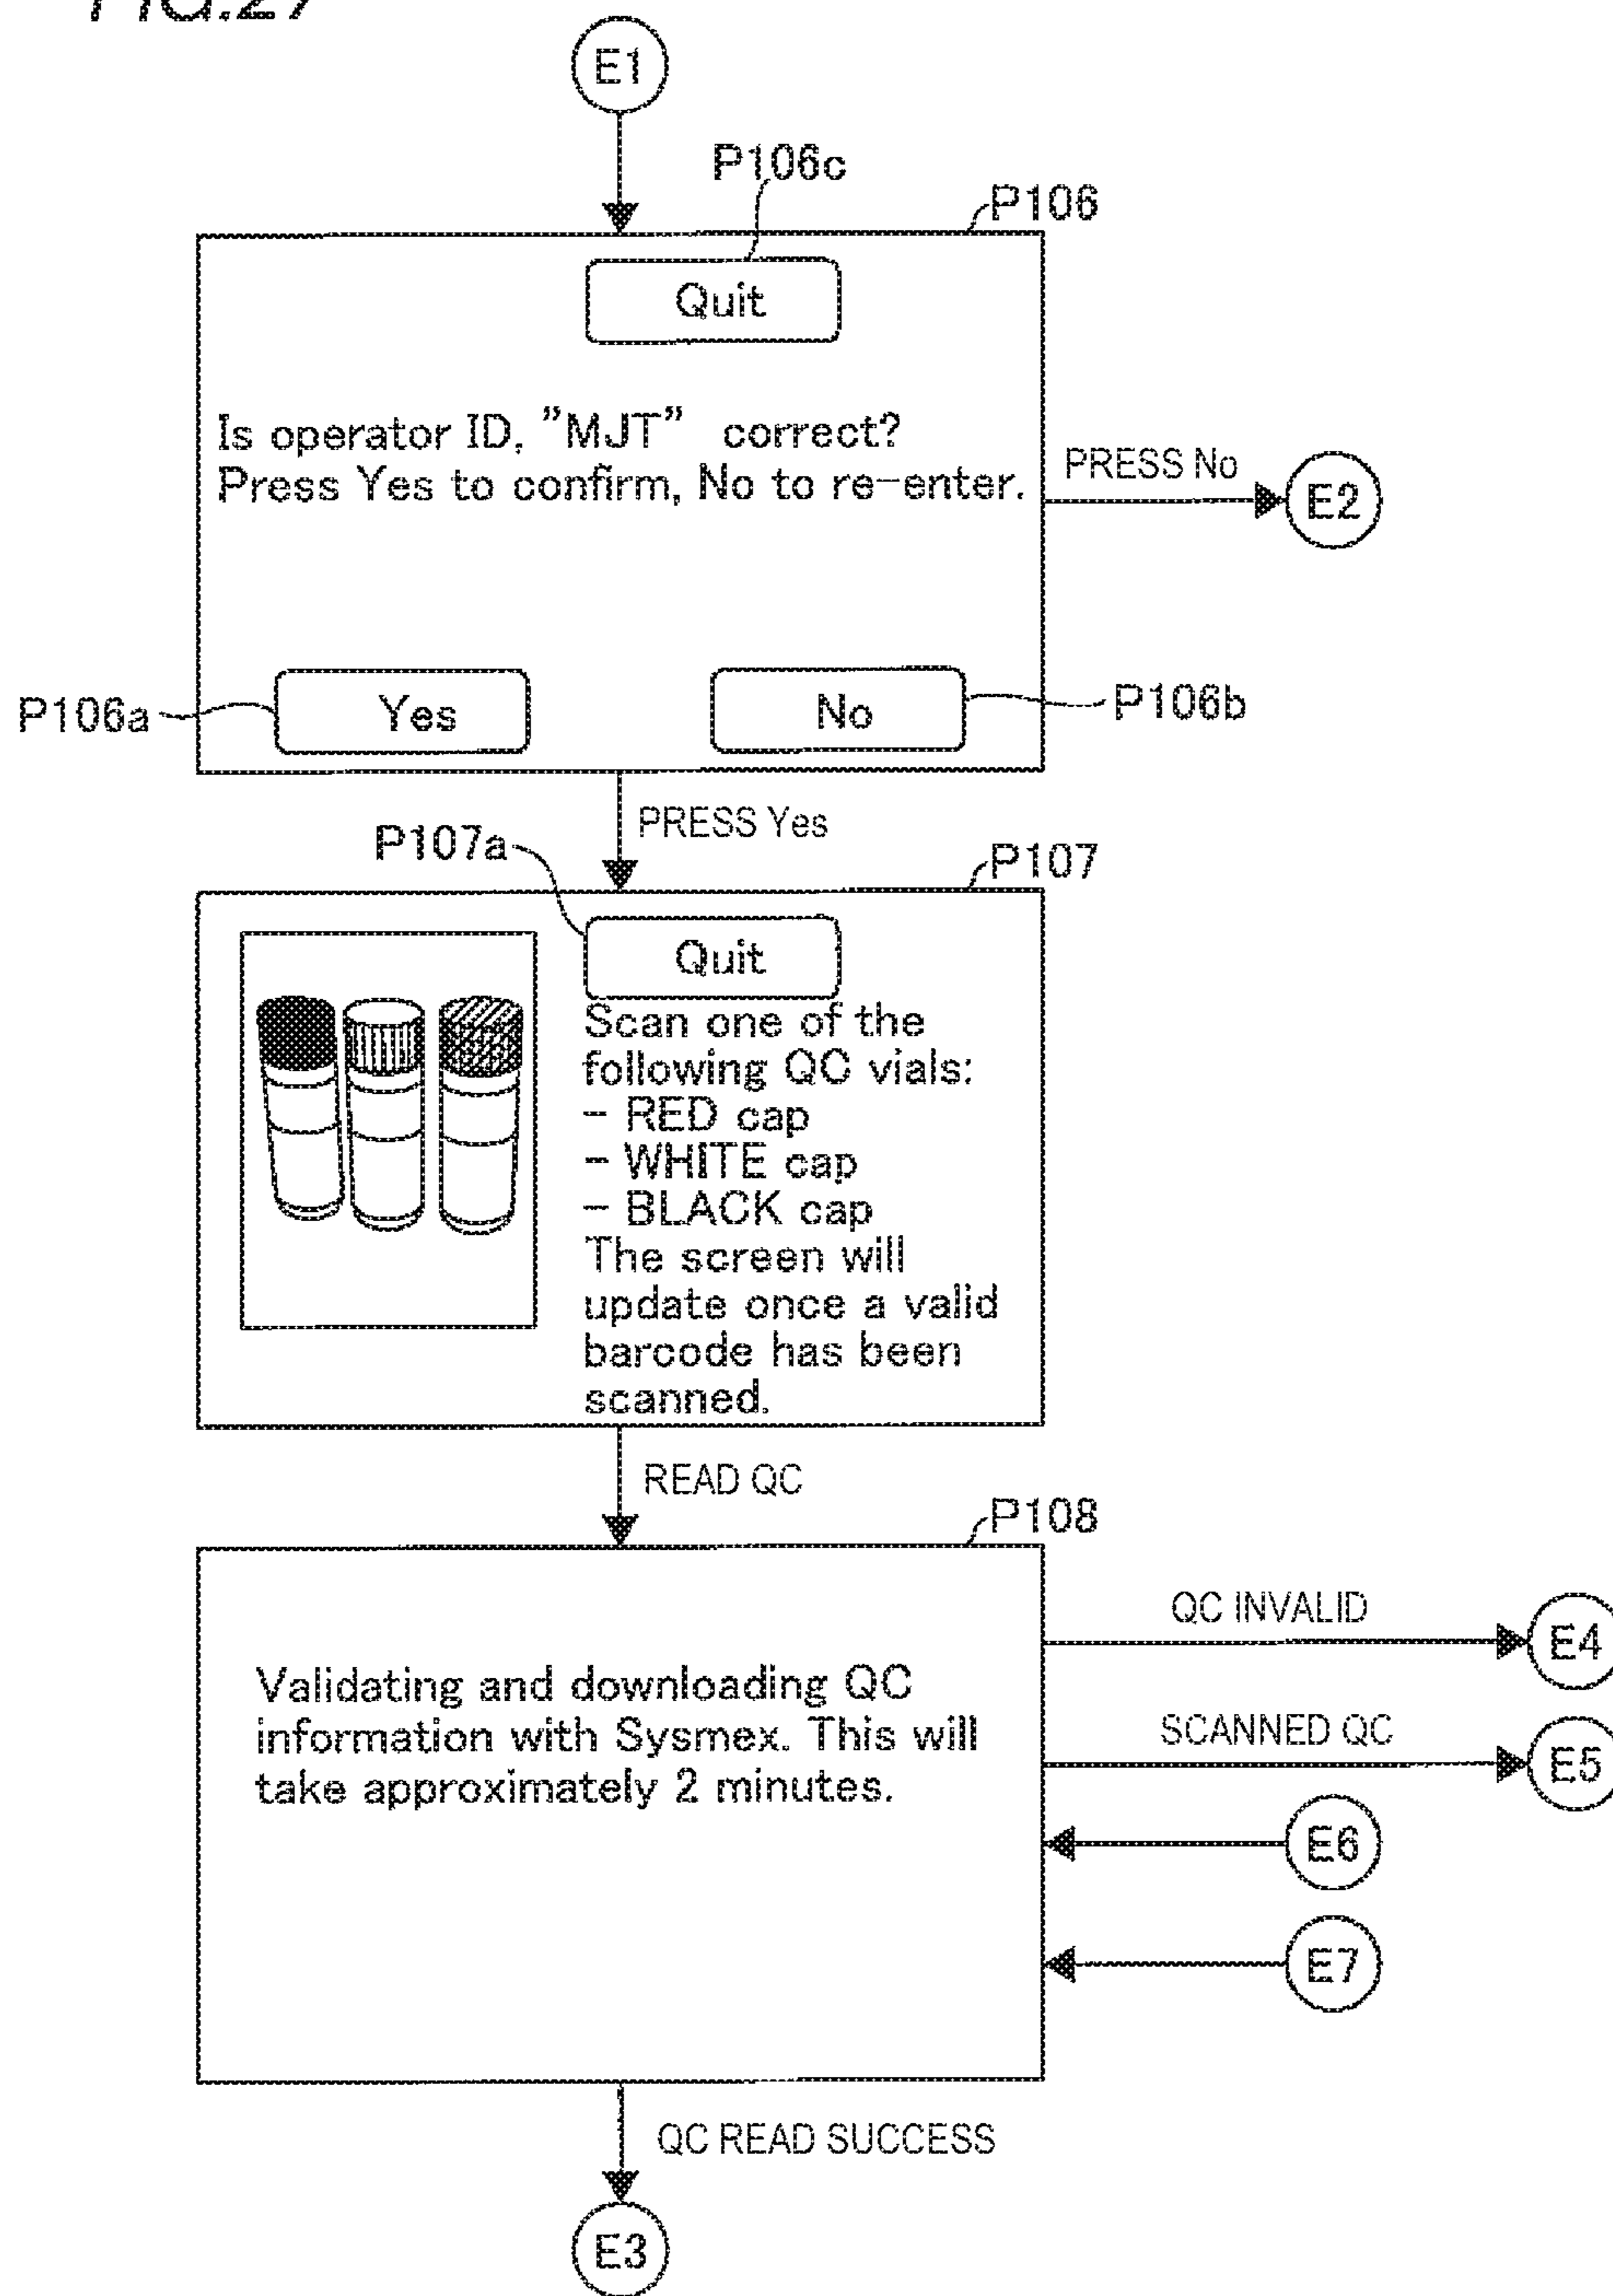 FIG.27
E1
P106c
P106
Quit
Is operator ID, ”MJT” correct?
Press Yes to confirm, No to re-enter.
PRESS No
E2
P106a
Yes
No
P106b
PRESS Yes
P107a
P107
Quit
Scan one of the
following QC vials:
- RED cap
- WHITE cap
- BLACK cap
The screen will
update once a valid
barcode has been
scanned.
READ QC
P108
QC INVALID
E4
Validating and downloading QC
information with Sysmex. This will
take approximately 2 minutes.
SCANNED QC
E5
E6
E7
QC READ SUCCESS
E3